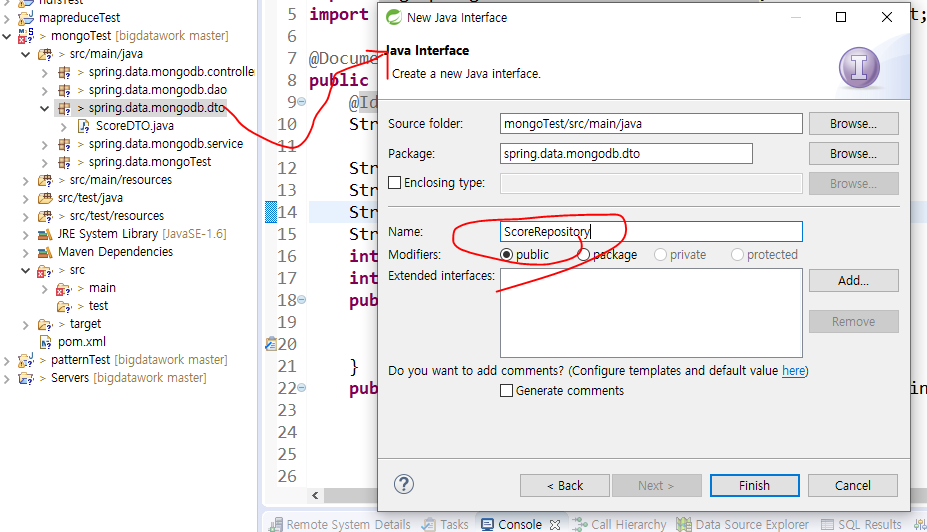 hdfsTest
mapreduceTest
> mongoTest [bigdatawork master]
> src/main/java
> spring.data.mongodb.controller
> spring.data.mongodb.dao
> spring.data.mongodb.dto
ScoreDTO.java
> spring.data.mongodb.service
> spring.data.mongodb.mongoTest
> src/main/resources
src/test/java
> src/test/resources
JRE System Library [JavaSE-1.6]
Maven Dependencies
> src
> main
> test
> target
pom.xml
> patternTest [bigdatawork master]
> Servers [bigdatawork master]
5 import
6
7 @Docume
8 public
9 @Id
10 Str
11
12 Str
13 Str
14 Str
15 Str
16 int
17 int
18 pub
19
20
21 }
22 pub
23
24
25
26
New Java Interface
Java Interface
Create a new Java interface.
Source folder: mongoTest/src/main/java Browse...
Package: spring.data.mongodb.dto Browse...
Enclosing type: Browse...
Name: ScoreRepository
Modifiers: public package private protected
Extended interfaces: Add...
Remove
Do you want to add comments? (Configure templates and default value here)
Generate comments
< Back Next > Finish Cancel
t;
in
Remote System Details Tasks Console Call Hierarchy Data Source Explorer SQL Results